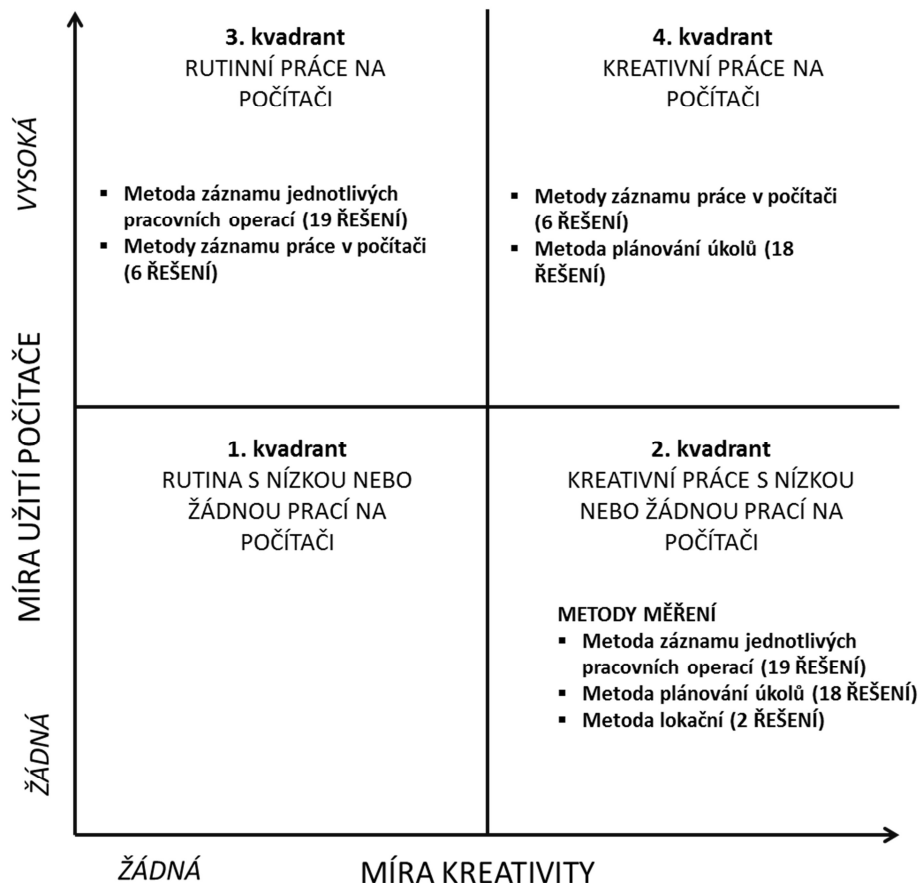 3. kvadrant
RUTINNÍ PRÁCE NA
POČÍTAČI
▪ Metoda záznamu jednotlivých
pracovních operací (19 ŘEŠENÍ)
▪ Metody záznamu práce v počítači
(6 ŘEŠENÍ)
4. kvadrant
KREATIVNÍ PRÁCE NA
POČÍTAČI
▪ Metody záznamu práce v počítači
(6 ŘEŠENÍ)
▪ Metoda plánování úkolů (18
ŘEŠENÍ)
VYSOKÁ
MÍRA UŽITÍ POČÍTAČE
ŽÁDNÁ
1. kvadrant
RUTINA S NÍZKOU NEBO
ŽÁDNOU PRACÍ NA
POČÍTAČI
2. kvadrant
KREATIVNÍ PRÁCE S NÍZKOU
NEBO ŽÁDNOU PRACÍ NA
POČÍTAČI
METODY MĚŘENÍ
▪ Metoda záznamu jednotlivých
pracovních operací (19 ŘEŠENÍ)
▪ Metoda plánování úkolů (18 ŘEŠENÍ)
▪ Metoda lokační (2 ŘEŠENÍ)
ŽÁDNÁ
MÍRA KREATIVITY